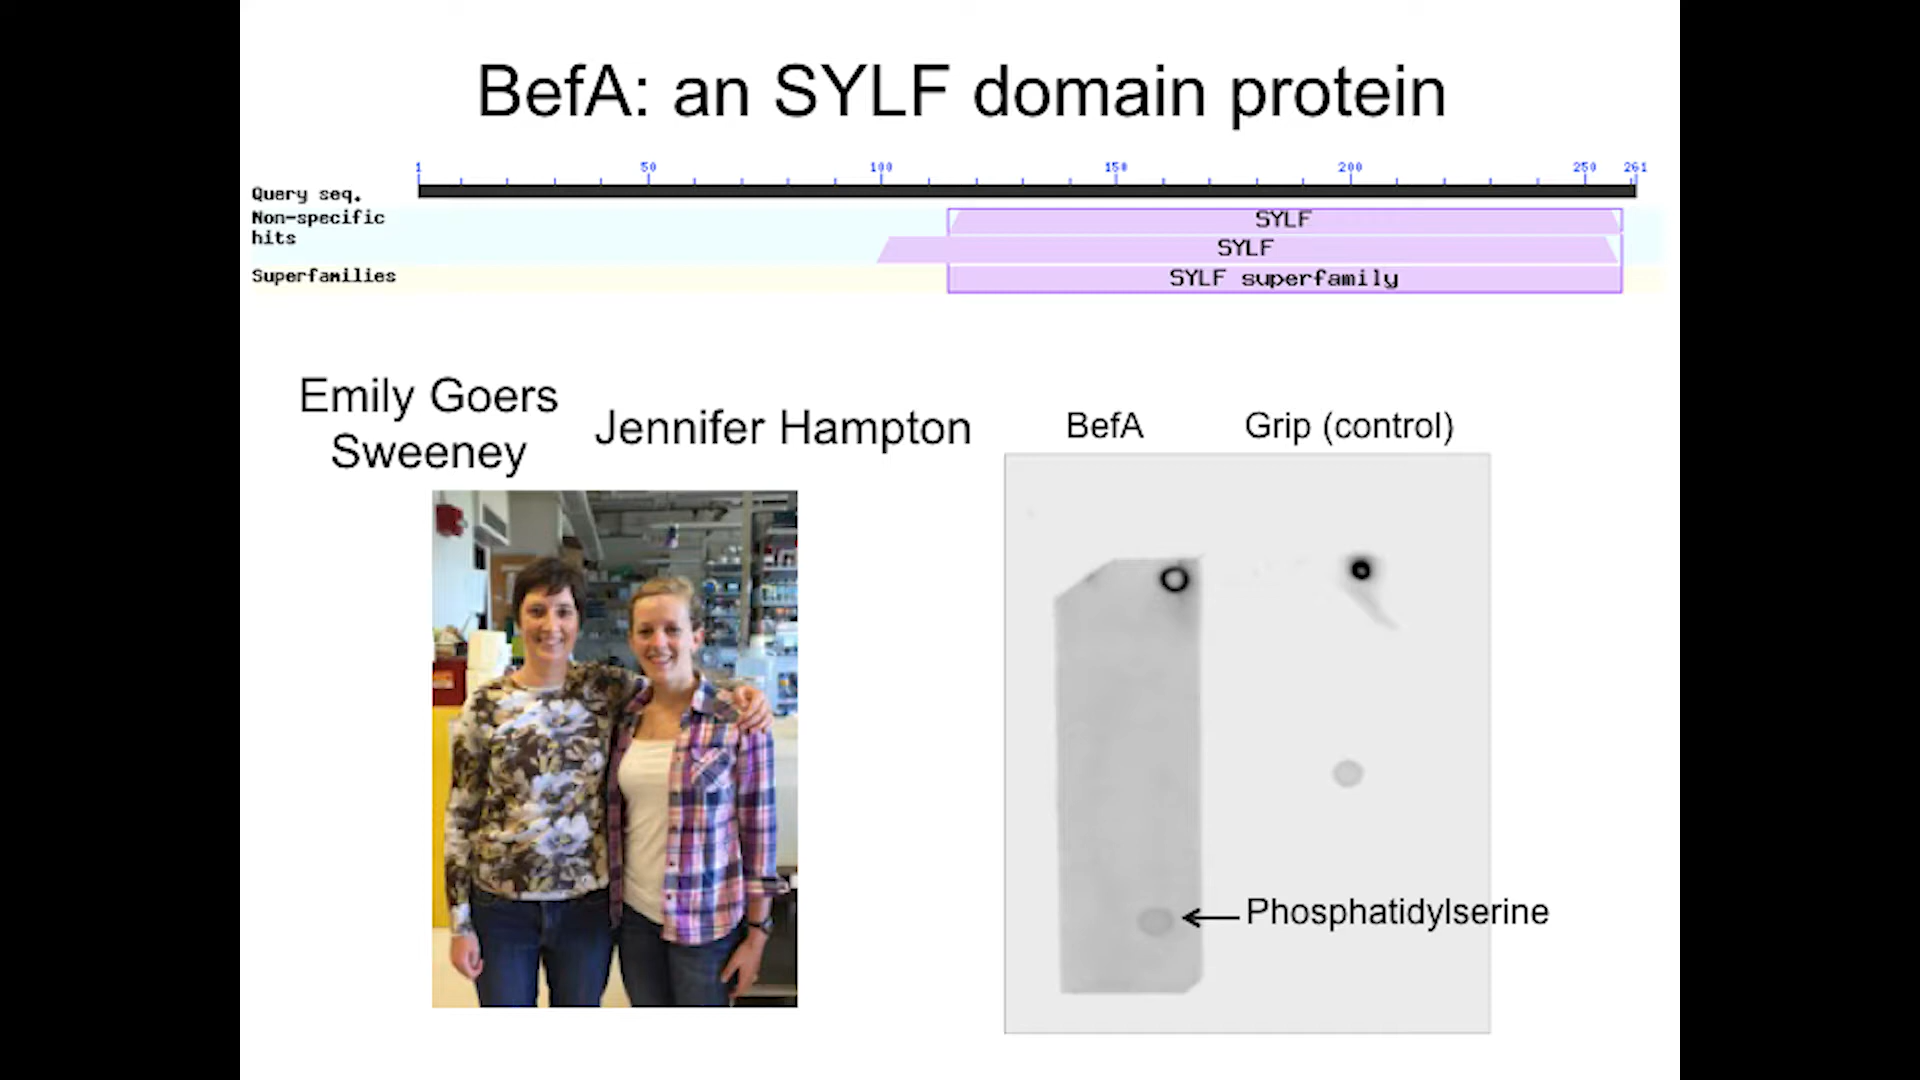 BefA: an SYLF domain protein
1 50 100 150 200 250 261
Query seq.
Non-specific
hits
SYLF
SYLF
Superfamilies
SYLF superfamily
Emily Goers
Sweeney
Jennifer Hampton
BefA
Grip (control)
Phosphatidylserine